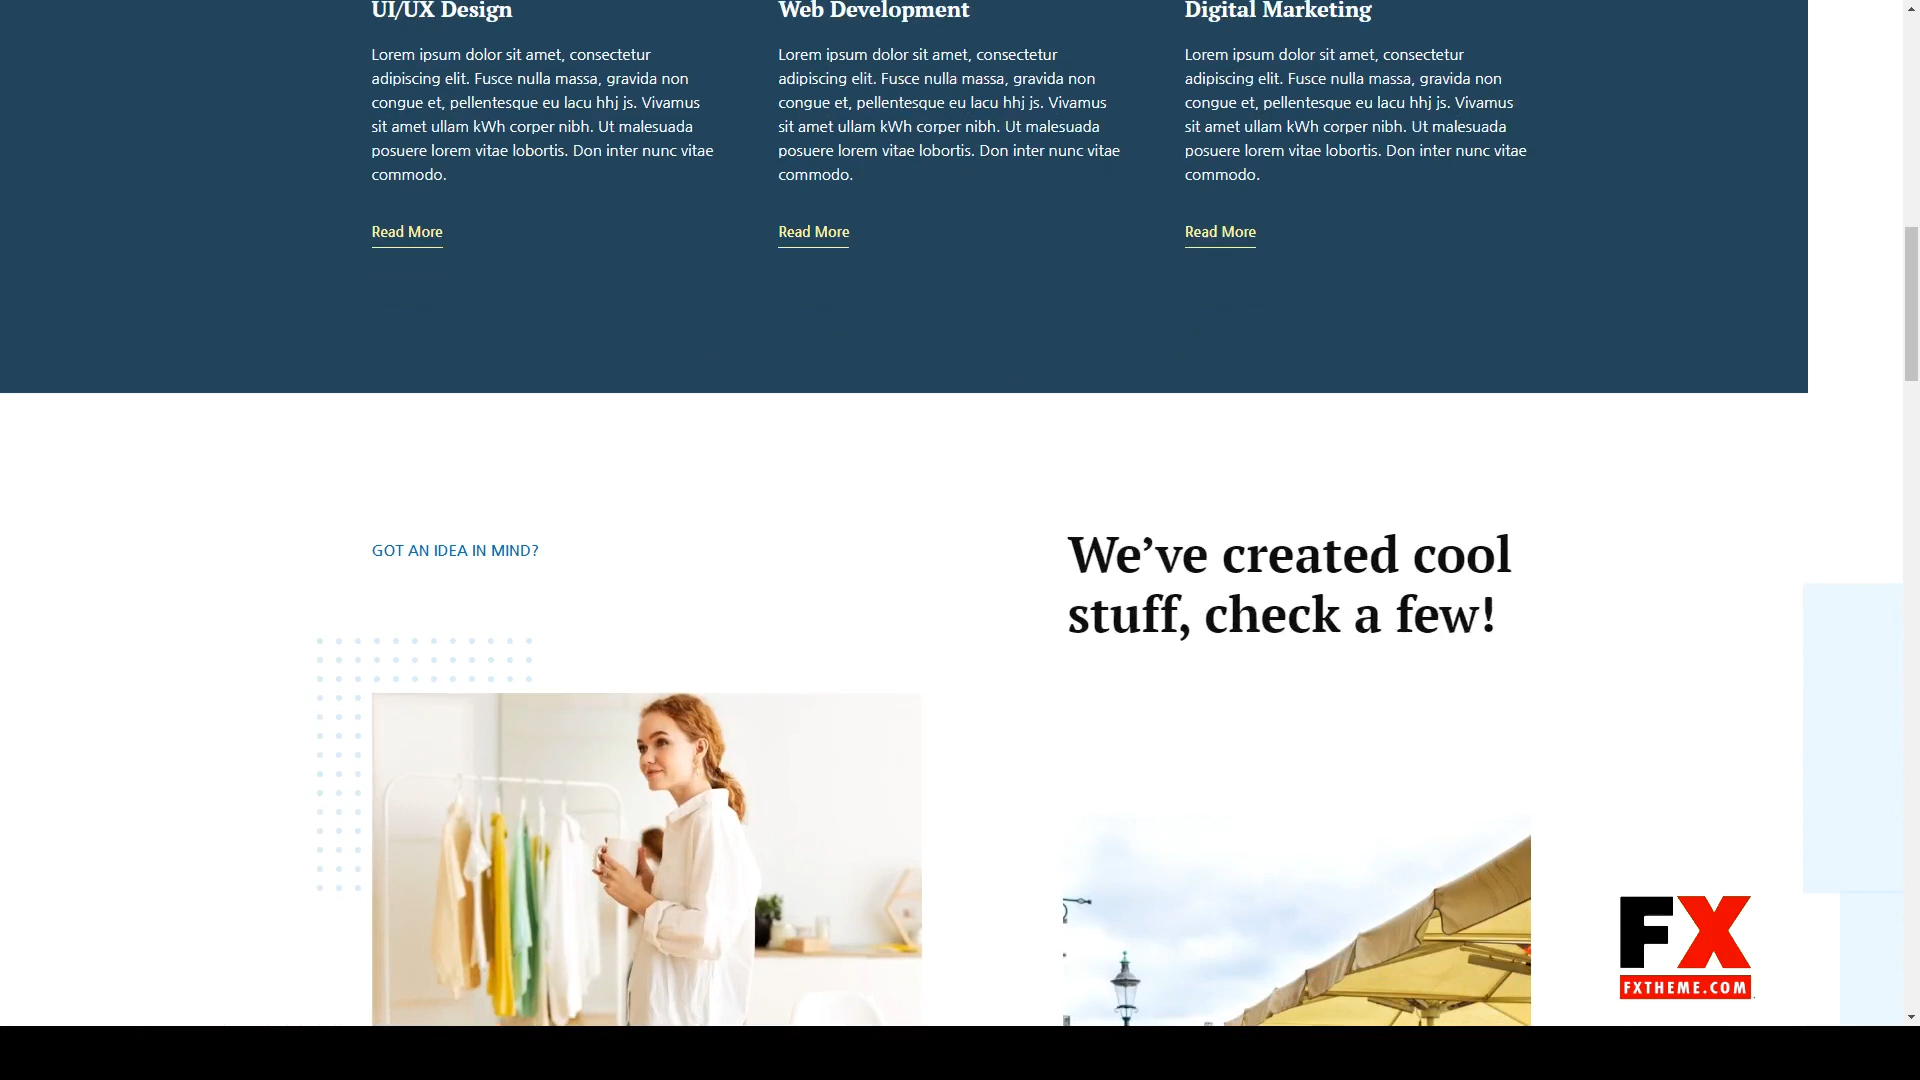 UI/UX Design
Lorem ipsum dolor sit amet, consectetur
adipiscing elit. Fusce nulla massa, gravida non
congue et, pellentesque eu lacu hhj js. Vivamus
sit amet ullam kWh corper nibh. Ut malesuada
posuere lorem vitae lobortis. Don inter nunc vitae
commodo.
Read More
Web Development
Lorem ipsum dolor sit amet, consectetur
adipiscing elit. Fusce nulla massa, gravida non
congue et, pellentesque eu lacu hhj js. Vivamus
sit amet ullam kWh corper nibh. Ut malesuada
posuere lorem vitae lobortis. Don inter nunc vitae
commodo.
Read More
Digital Marketing
Lorem ipsum dolor sit amet, consectetur
adipiscing elit. Fusce nulla massa, gravida non
congue et, pellentesque eu lacu hhj js. Vivamus
sit amet ullam kWh corper nibh. Ut malesuada
posuere lorem vitae lobortis. Don inter nunc vitae
commodo.
Read More
GOT AN IDEA IN MIND?
We’ve created cool
stuff, check a few!
FX
FXTHEME.COM